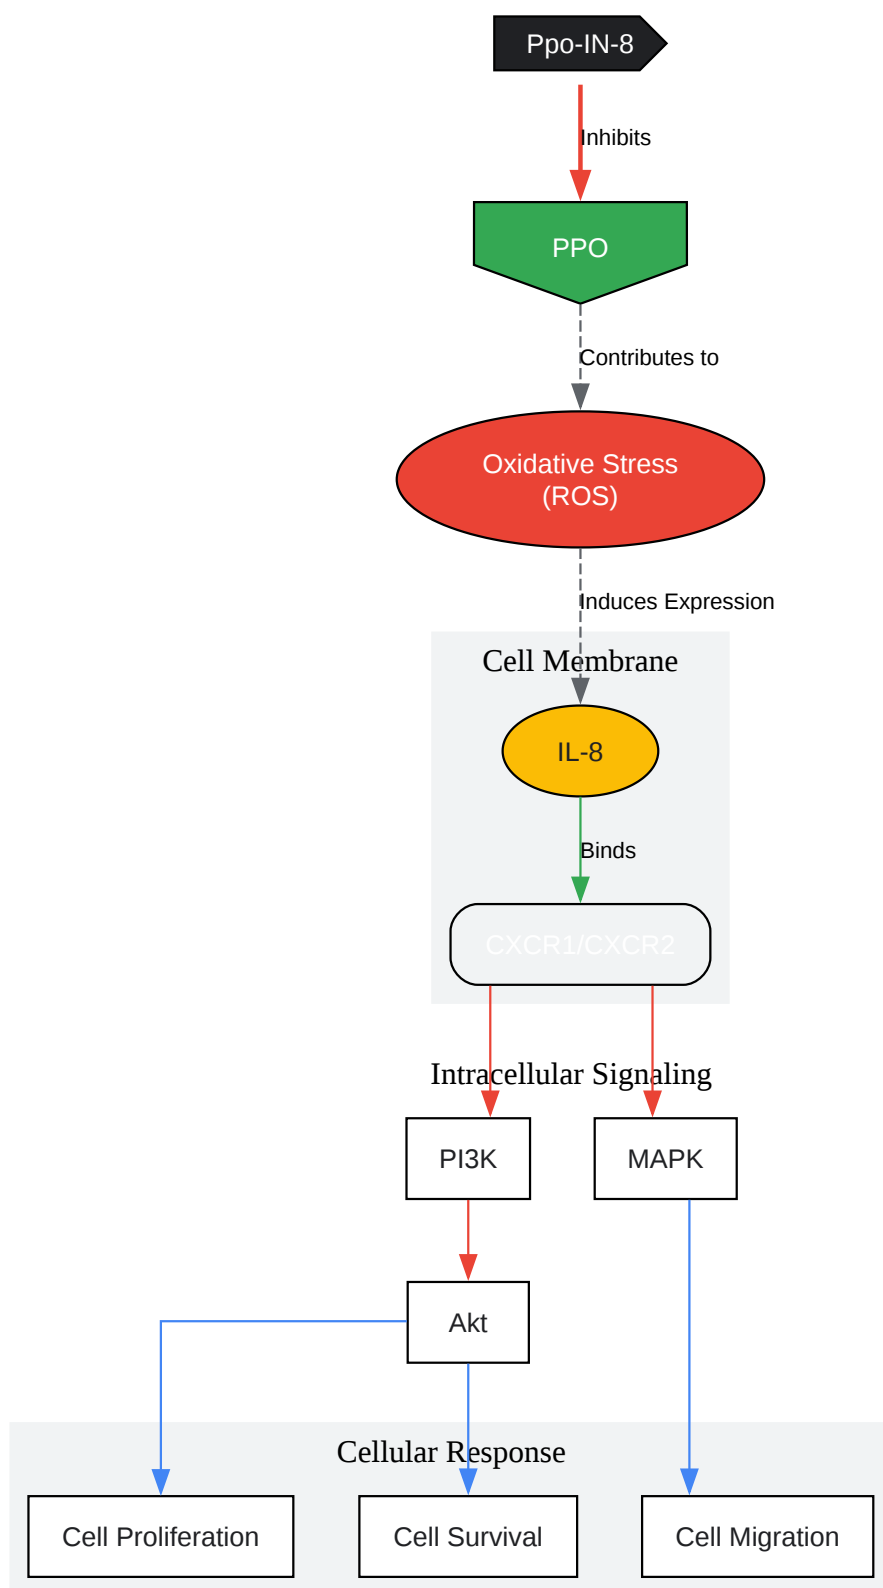 Ppo-IN-8
Inhibits
PPO
Contributes to
Oxidative Stress
(ROS)
Induces Expression
Cell Membrane
IL-8
Binds
CXCR1/CXCR2
Intracellular Signaling
PI3K
MAPK
Akt
Cellular Response
Cell Proliferation
Cell Survival
Cell Migration